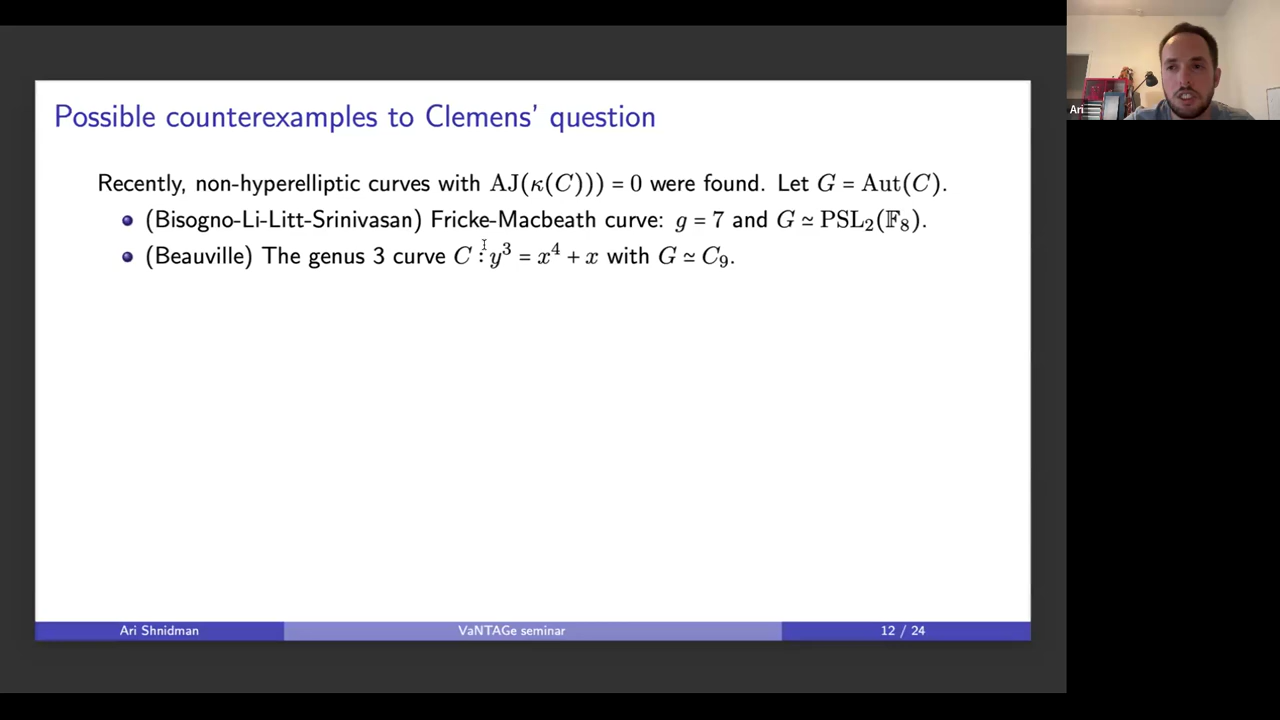 Possible counterexamples to Clemens' question
Recently, non-hyperelliptic curves with AJ(κ(C))) = 0 were found. Let G = Aut(C).
(Bisogno-Li-Litt-Srinivasan) Fricke-Macbeath curve: g = 7 and G ≃ PSL₂(𝔽₈).
(Beauville) The genus 3 curve C : y³ = x⁴ + x with G ≃ C₉.
Ari Shnidman VaNTAGe seminar 12 / 24
Ari